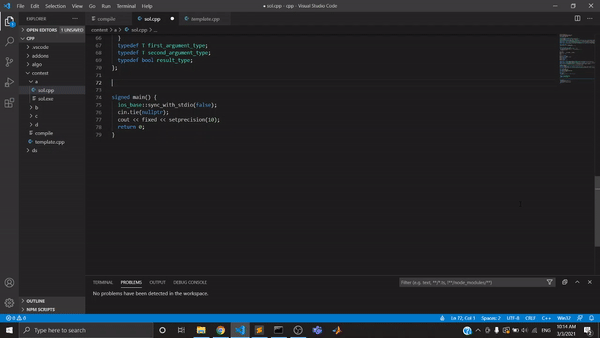 File Edit Selection View Go Run Terminal Help
● sol.cpp - cpp - Visual Studio Code
EXPLORER
compile sol.cpp ● template.cpp
OPEN EDITORS 1 UNSAVED
contest > a > sol.cpp > ...
CPP
.vscode
addons
algo
contest
a
sol.cpp
sol.exe
b
c
d
compile
template.cpp
ds
66 }
67 typedef T first_argument_type;
68 typedef T second_argument_type;
69 typedef bool result_type;
70 };
71
72
73
74 signed main() {
75 ios_base::sync_with_stdio(false);
76 cin.tie(nullptr);
77 cout << fixed << setprecision(10);
78 return 0;
79 }
TERMINAL PROBLEMS OUTPUT DEBUG CONSOLE
Filter (e.g. text, **/*.ts, !**/node_modules/**)
No problems have been detected in the workspace.
OUTLINE
NPM SCRIPTS
0 0
Ln 72, Col 1 Spaces: 2 UTF-8 CRLF C++ Win32
Type here to search
ENG
10:14 AM
3/3/2021